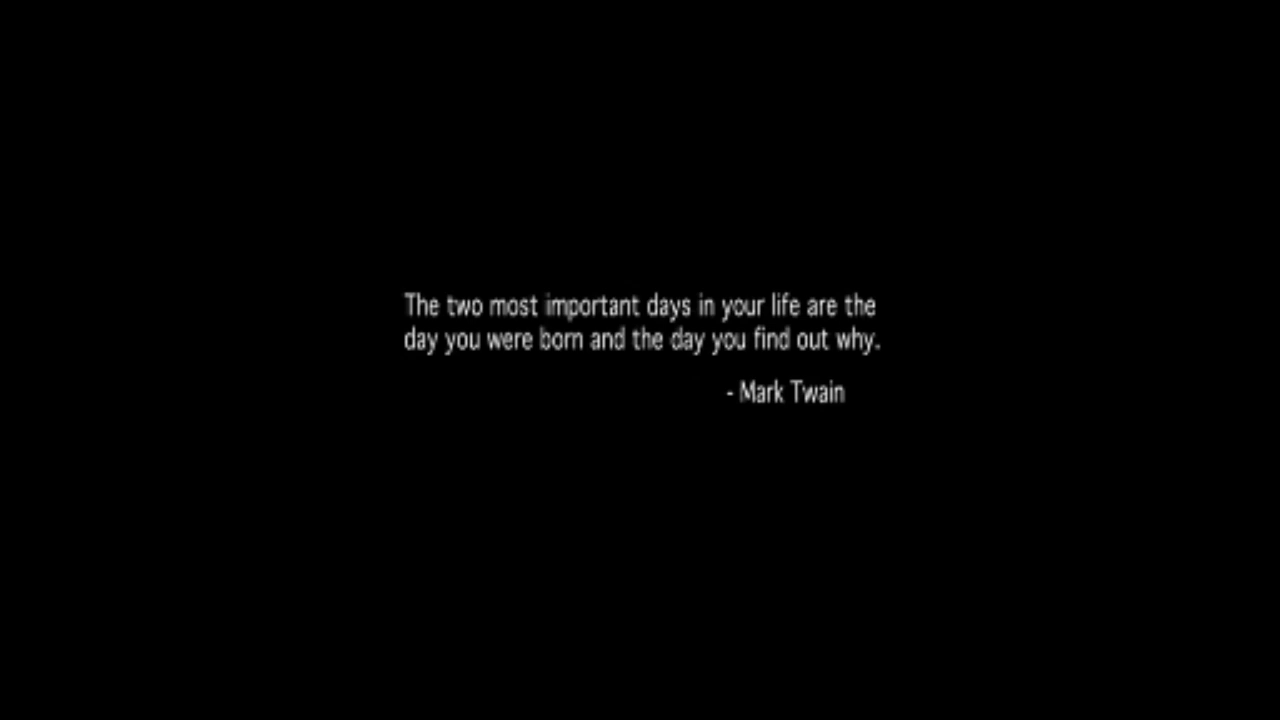 The two most important days in your life are the
day you were born and the day you find out why.
- Mark Twain